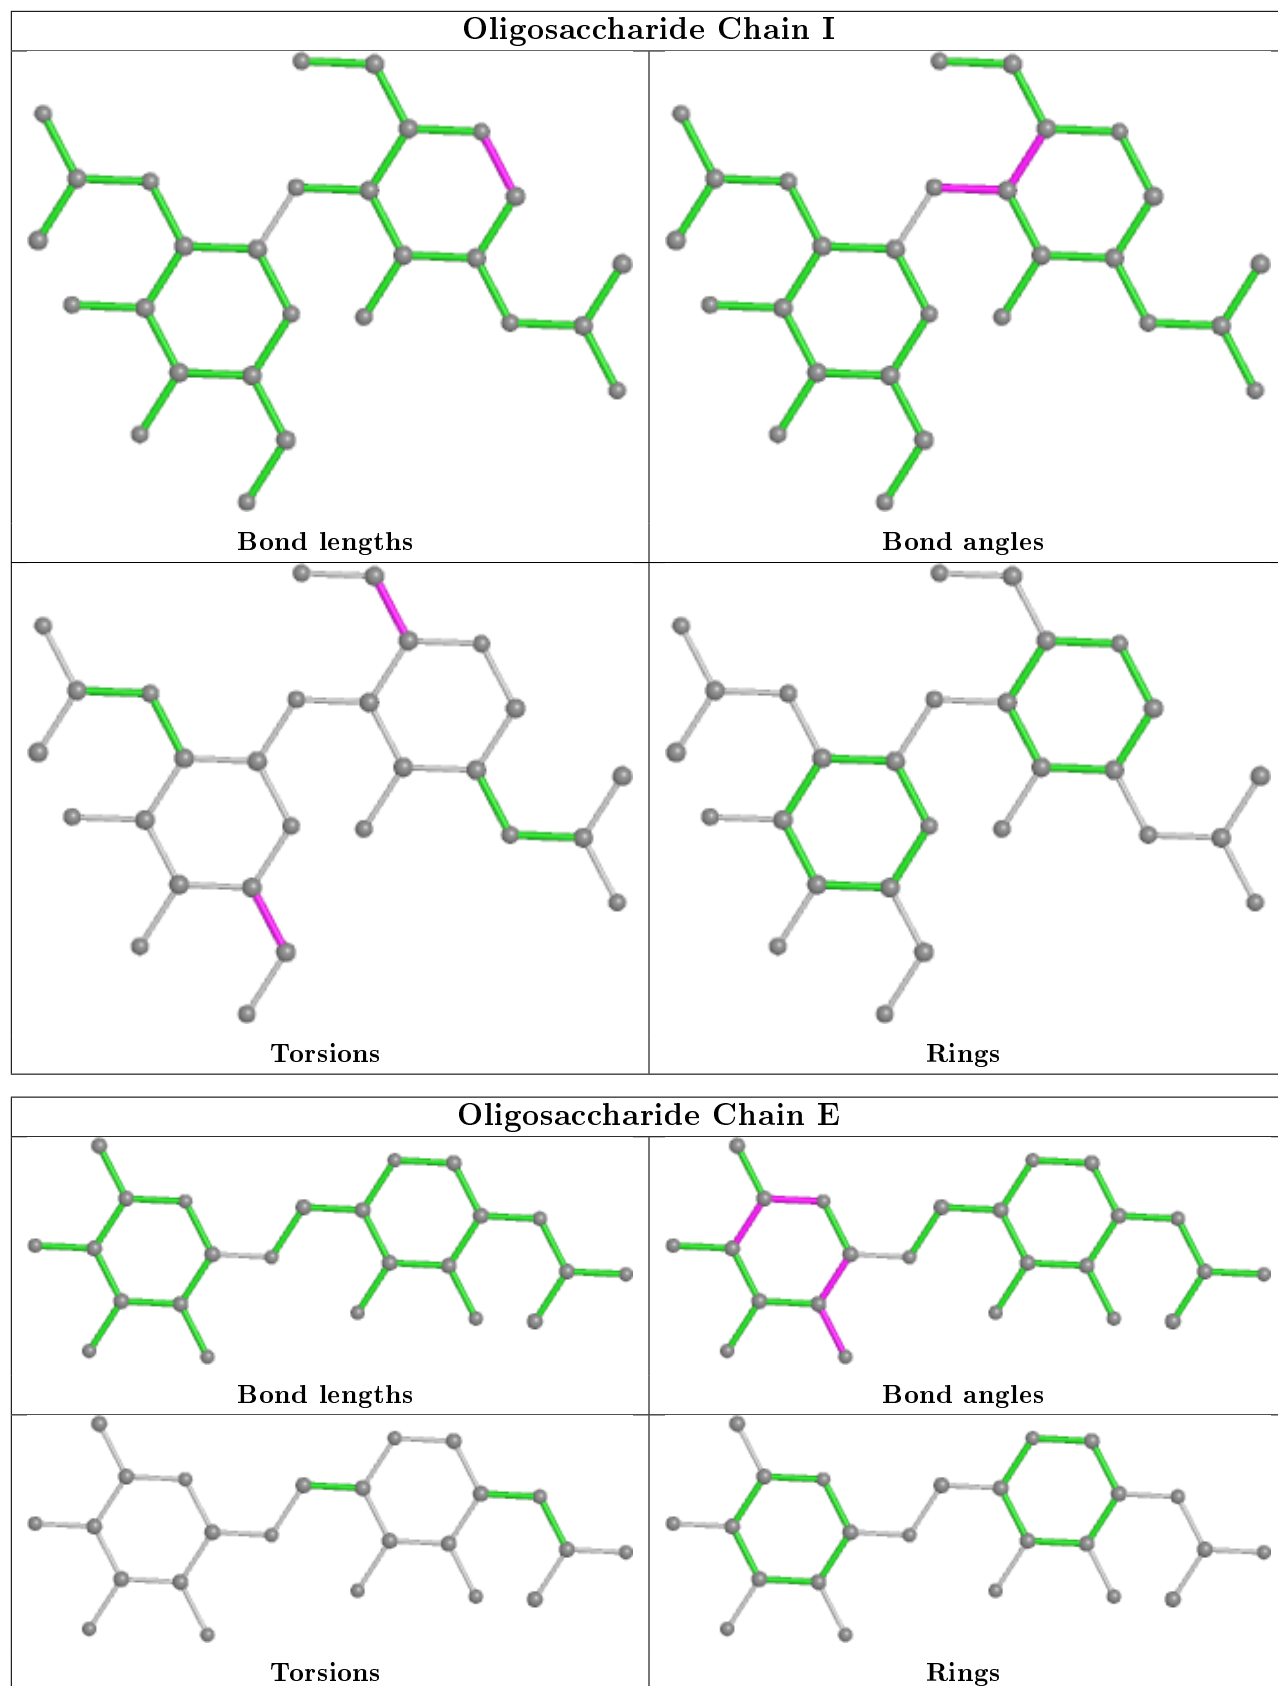 Oligosaccharide Chain I
Bond lengths
Bond angles
Torsions
Rings
Oligosaccharide Chain E
Bond lengths
Bond angles
Torsions
Rings